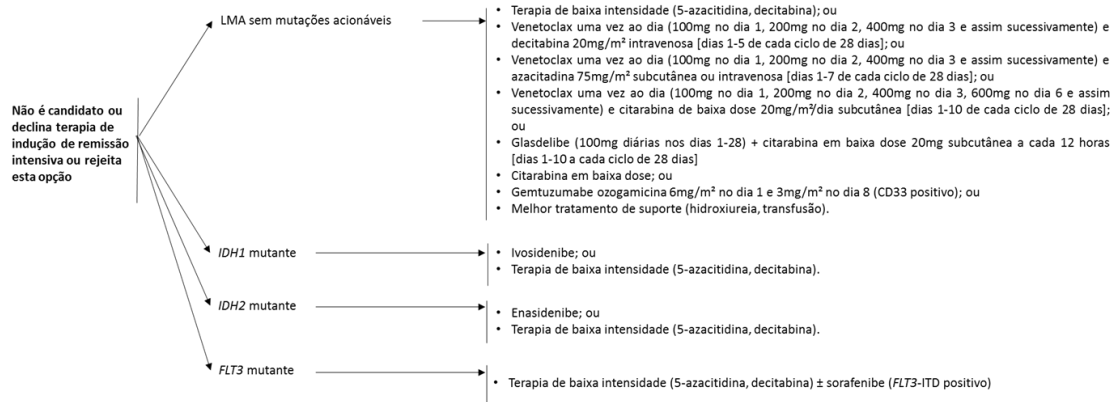 Não é candidato ou
declina terapia de
indução de remissão
intensiva ou rejeita
esta opção
LMA sem mutações acionáveis
• Terapia de baixa intensidade (5-azacitidina, decitabina); ou
• Venetoclax uma vez ao dia (100mg no dia 1, 200mg no dia 2, 400mg no dia 3 e assim sucessivamente) e
decitabina 20mg/m² intravenosa [dias 1-5 de cada ciclo de 28 dias]; ou
• Venetoclax uma vez ao dia (100mg no dia 1, 200mg no dia 2, 400mg no dia 3 e assim sucessivamente) e
azacitadina 75mg/m² subcutânea ou intravenosa [dias 1-7 de cada ciclo de 28 dias]; ou
• Venetoclax uma vez ao dia (100mg no dia 1, 200mg no dia 2, 400mg no dia 3, 600mg no dia 6 e assim
sucessivamente) e citarabina de baixa dose 20mg/m²/dia subcutânea [dias 1-10 de cada ciclo de 28 dias];
ou
• Glasdelibe (100mg diárias nos dias 1-28) + citarabina em baixa dose 20mg subcutânea a cada 12 horas
[dias 1-10 a cada ciclo de 28 dias]
• Citarabina em baixa dose; ou
• Gemtuzumabe ozogamicina 6mg/m² no dia 1 e 3mg/m² no dia 8 (CD33 positivo); ou
• Melhor tratamento de suporte (hidroxiureia, transfusão).
IDH1 mutante
• Ivosidenibe; ou
• Terapia de baixa intensidade (5-azacitidina, decitabina).
IDH2 mutante
• Enasidenibe; ou
• Terapia de baixa intensidade (5-azacitidina, decitabina).
FLT3 mutante
• Terapia de baixa intensidade (5-azacitidina, decitabina) ± sorafenibe (FLT3-ITD positivo)